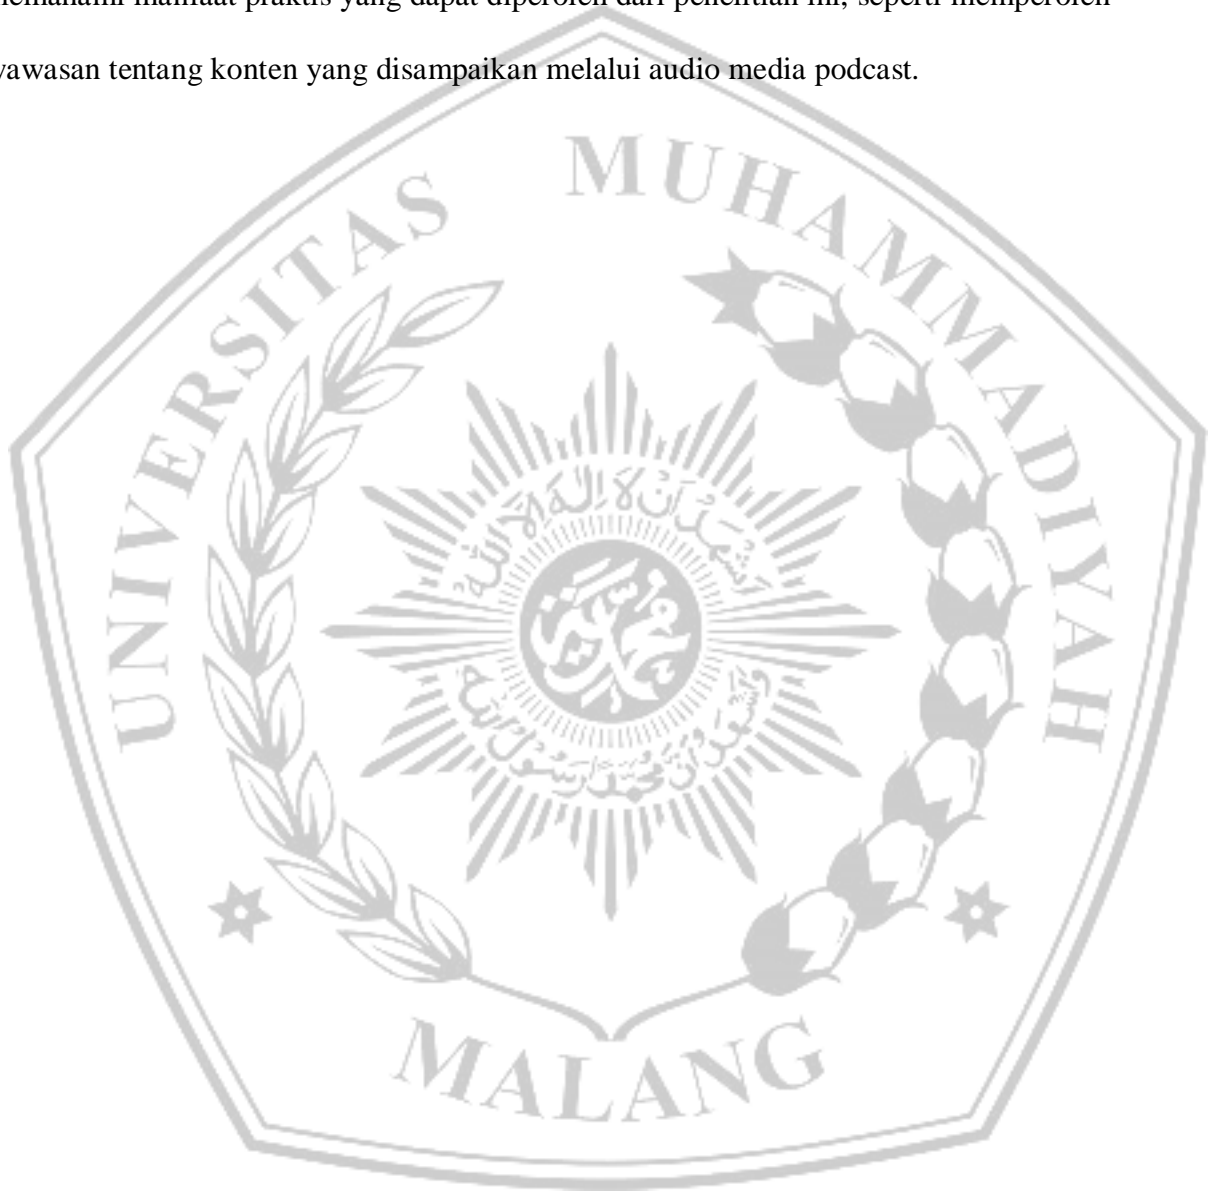 memahami manfaat praktis yang dapat diperoleh dari penelitian ini, seperti memperoleh
wawasan tentang konten yang disampaikan melalui audio media podcast.
UNIVERSITAS MUHAMMADIYAH
MALANG